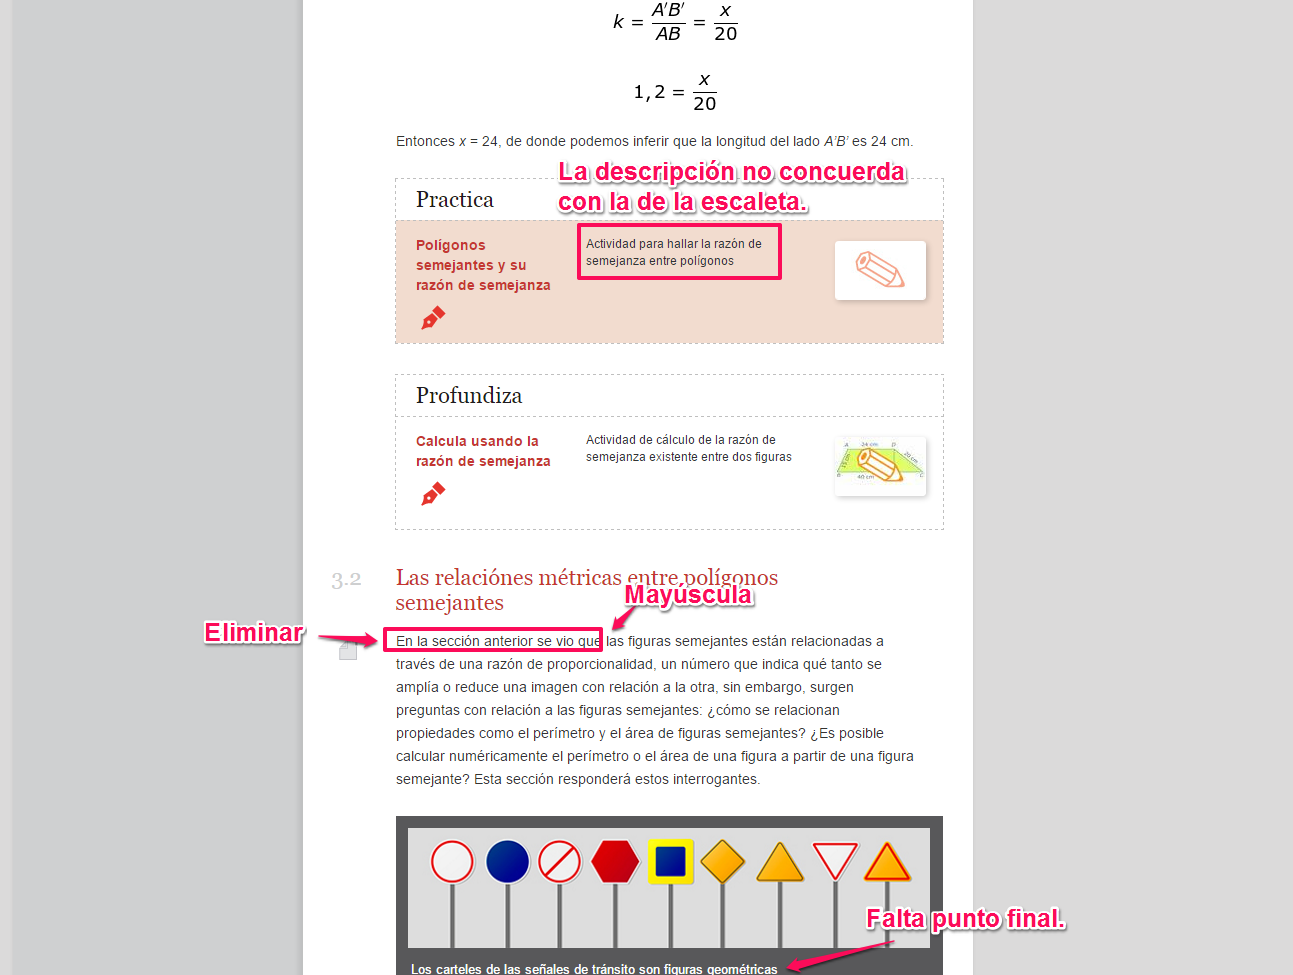 k = A'B'/AB = x/20
1,2 = x/20
Entonces x = 24, de donde podemos inferir que la longitud del lado A'B' es 24 cm.
La descripción no concuerda
con la de la escaleta.
Practica
Polígonos
semejantes y su
razón de semejanza
Actividad para hallar la razón de
semejanza entre polígonos
Profundiza
Calcula usando la
razón de semejanza
Actividad de cálculo de la razón de
semejanza existente entre dos figuras
A 24 cm D
15 cm
20 cm
B 40 cm C
3.2
Las relaciónes métricas entre polígonos
semejantes
Mayúscula
Eliminar
En la sección anterior se vio que las figuras semejantes están relacionadas a
través de una razón de proporcionalidad, un número que indica qué tanto se
amplía o reduce una imagen con relación a la otra, sin embargo, surgen
preguntas con relación a las figuras semejantes: ¿cómo se relacionan
propiedades como el perímetro y el área de figuras semejantes? ¿Es posible
calcular numéricamente el perímetro o el área de una figura a partir de una figura
semejante? Esta sección responderá estos interrogantes.
Falta punto final.
Los carteles de las señales de tránsito son figuras geométricas